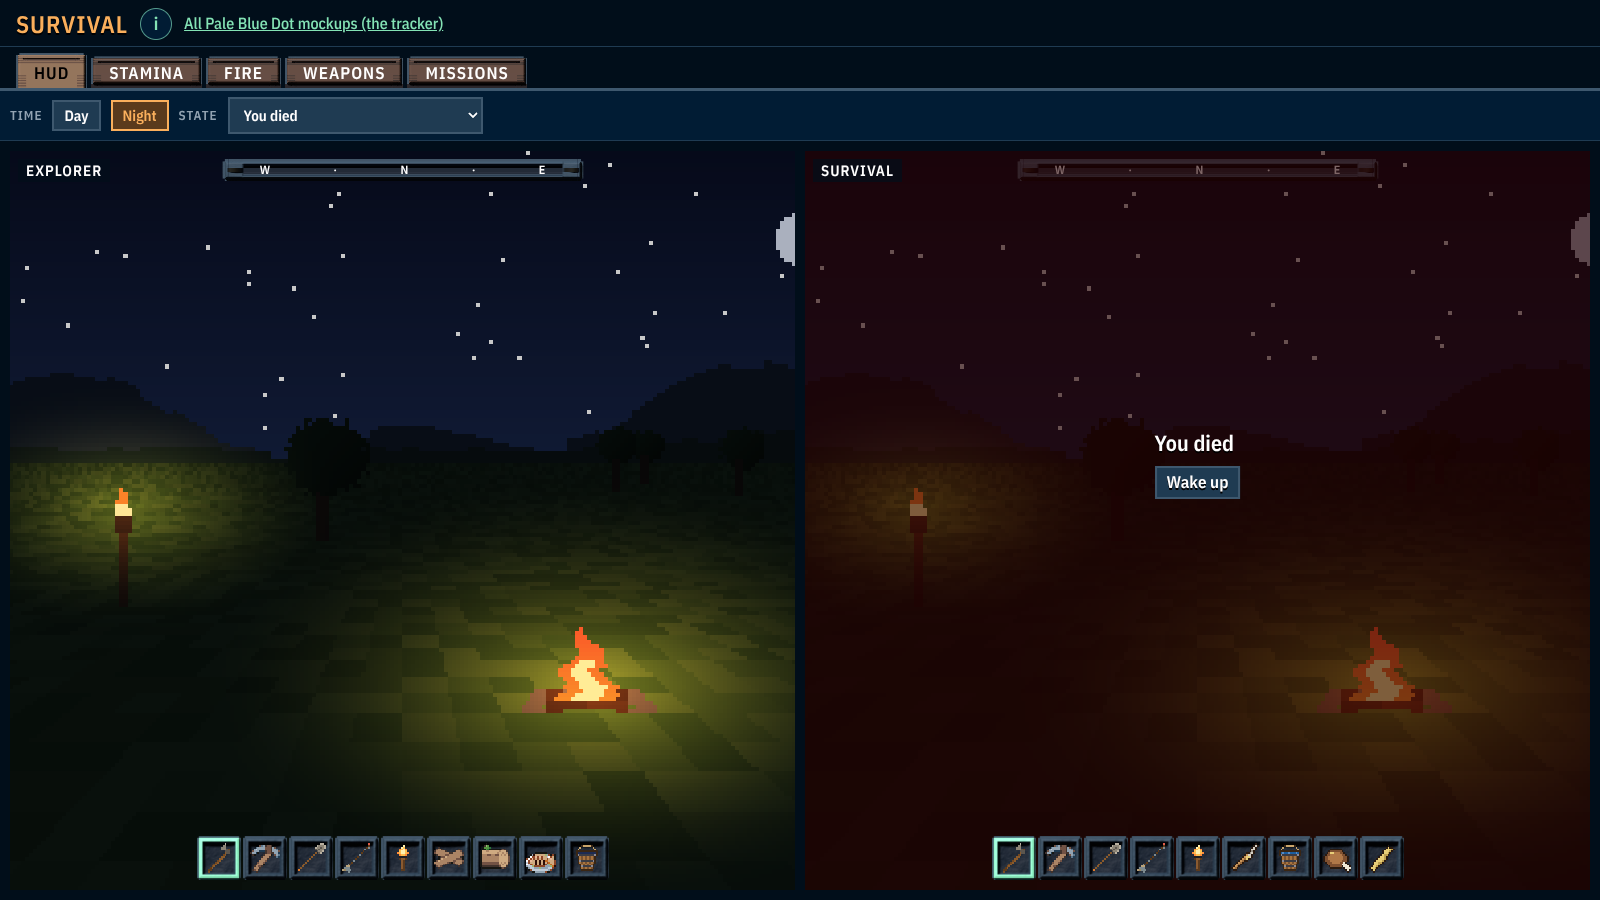 SURVIVAL i All Pale Blue Dot mockups (the tracker)
HUD STAMINA FIRE WEAPONS MISSIONS
TIME Day Night STATE You died
EXPLORER W · N · E
SURVIVAL W · N · E
You died
Wake up